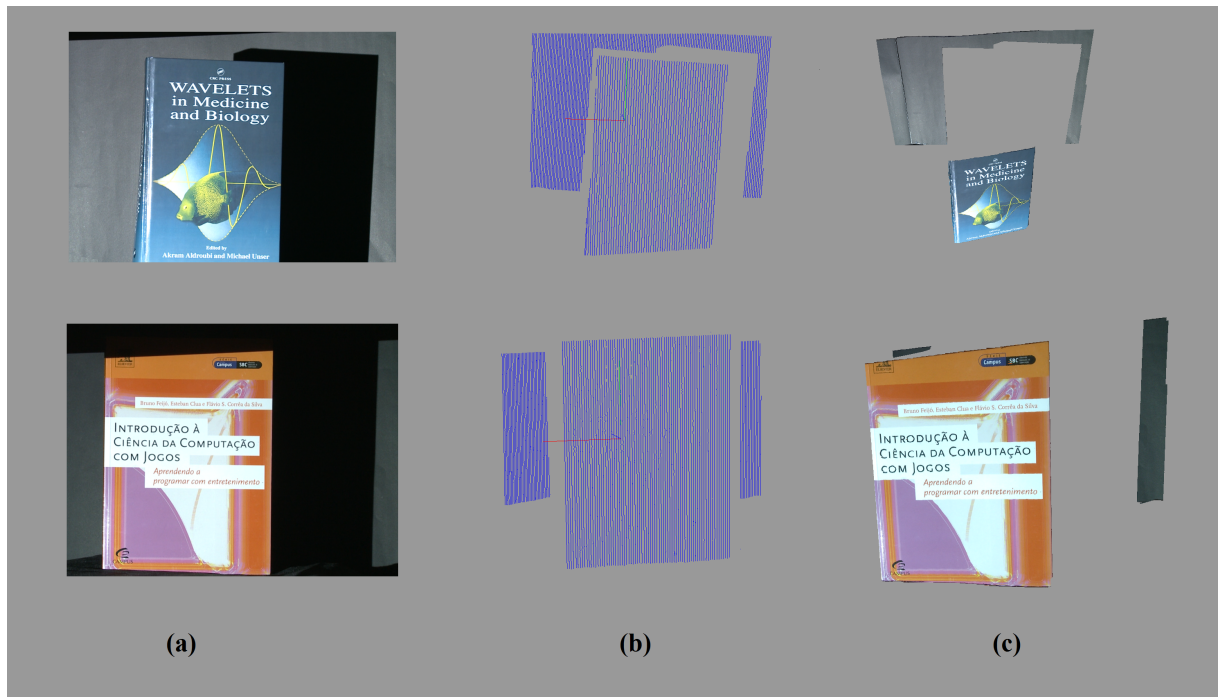 CRC PRESS
WAVELETS
in Medicine
and Biology
Edited by
Akram Aldroubi and Michael Unser
WAVELETS
in Medicine
and Biology
Campus
SBC
Bruno Feijó, Esteban Clua e Flávio S. Corrêa da Silva
INTRODUÇÃO À
CIÊNCIA DA COMPUTAÇÃO
COM JOGOS
Aprendendo a
programar com entretenimento
CAMPUS
Campus
SBC
Bruno Feijó, Esteban Clua e Flávio S. Corrêa da Silva
INTRODUÇÃO À
CIÊNCIA DA COMPUTAÇÃO
COM JOGOS
Aprendendo a
programar com entretenimento
CAMPUS
(a)
(b)
(c)